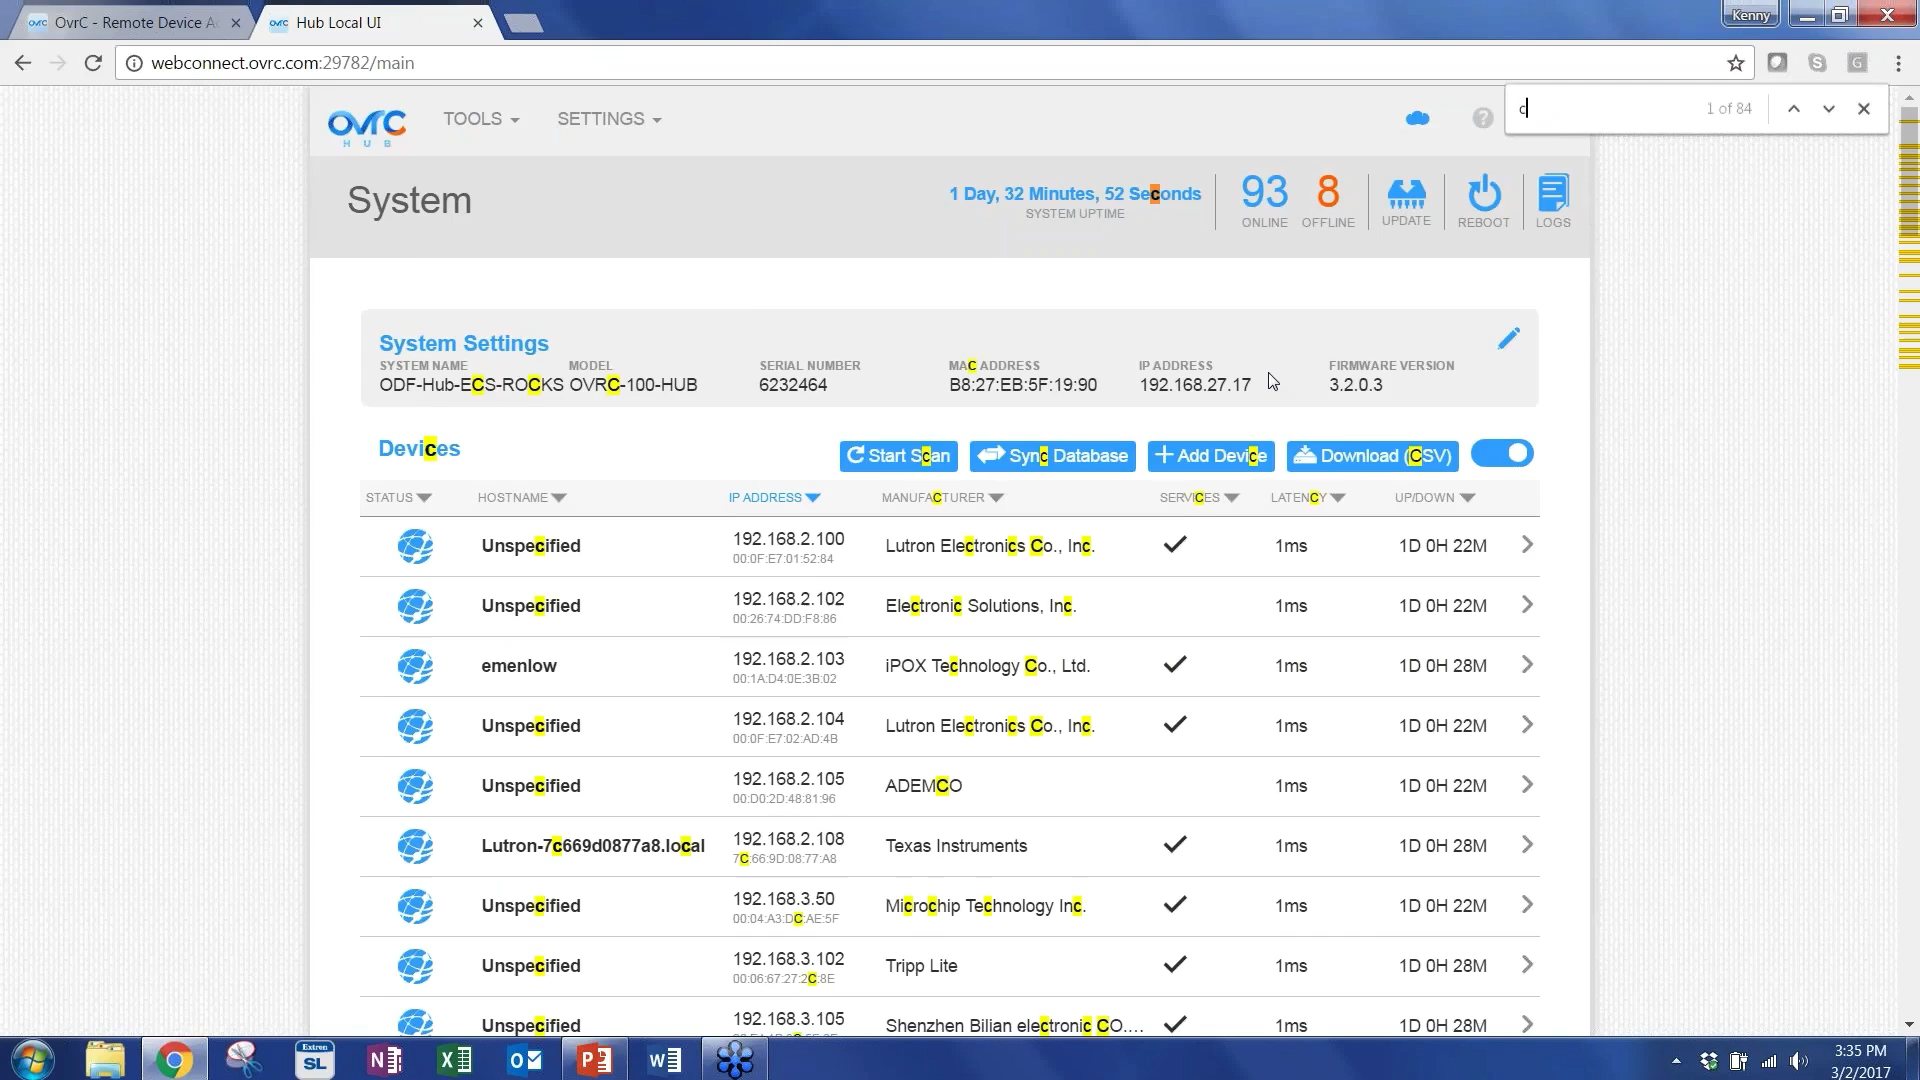 OvrC - Remote Device Ac
Hub Local UI
Kenny
webconnect.ovrc.com:29782/main
c
1 of 84
OVRC
HUB
TOOLS
SETTINGS
System
1 Day, 32 Minutes, 52 Seconds
SYSTEM UPTIME
93
ONLINE
8
OFFLINE
UPDATE
REBOOT
LOGS
System Settings
SYSTEM NAME MODEL SERIAL NUMBER MAC ADDRESS IP ADDRESS FIRMWARE VERSION
ODF-Hub-ECS-ROCKS OVRC-100-HUB 6232464 B8:27:EB:5F:19:90 192.168.27.17 3.2.0.3
Devices
Start Scan
Sync Database
Add Device
Download (CSV)
STATUS HOSTNAME IP ADDRESS MANUFACTURER SERVICES LATENCY UP/DOWN
Unspecified 192.168.2.100 Lutron Electronics Co., Inc. 1ms 1D 0H 22M
00:0F:E7:01:52:84
Unspecified 192.168.2.102 Electronic Solutions, Inc. 1ms 1D 0H 22M
00:26:74:DD:F8:86
emenlow 192.168.2.103 iPOX Technology Co., Ltd. 1ms 1D 0H 28M
00:1A:D4:0E:3B:02
Unspecified 192.168.2.104 Lutron Electronics Co., Inc. 1ms 1D 0H 22M
00:0F:E7:02:AD:4B
Unspecified 192.168.2.105 ADEMCO 1ms 1D 0H 22M
00:D0:2D:48:81:96
Lutron-7c669d0877a8.local 192.168.2.108 Texas Instruments 1ms 1D 0H 28M
7C:66:9D:08:77:A8
Unspecified 192.168.3.50 Microchip Technology Inc. 1ms 1D 0H 22M
00:04:A3:DC:AE:5F
Unspecified 192.168.3.102 Tripp Lite 1ms 1D 0H 28M
00:06:67:27:2C:8E
Unspecified 192.168.3.105 Shenzhen Bilian electronic CO.… 1ms 1D 0H 28M
Extron
SL
3:35 PM
3/2/2017